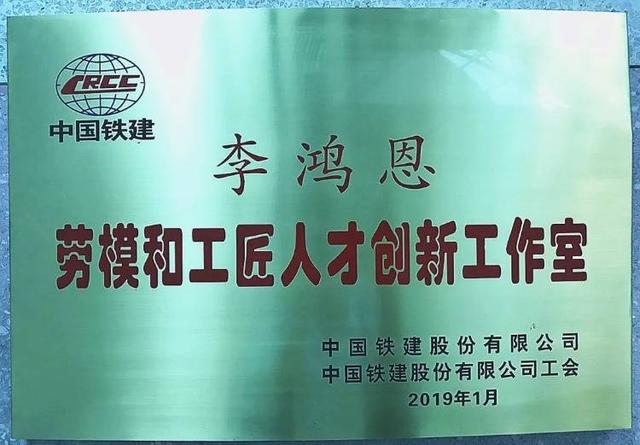 CRCC
中国铁建
李鸿恩
劳模和工匠人才创新工作室
中国铁建股份有限公司
中国铁建股份有限公司工会
2019年1月